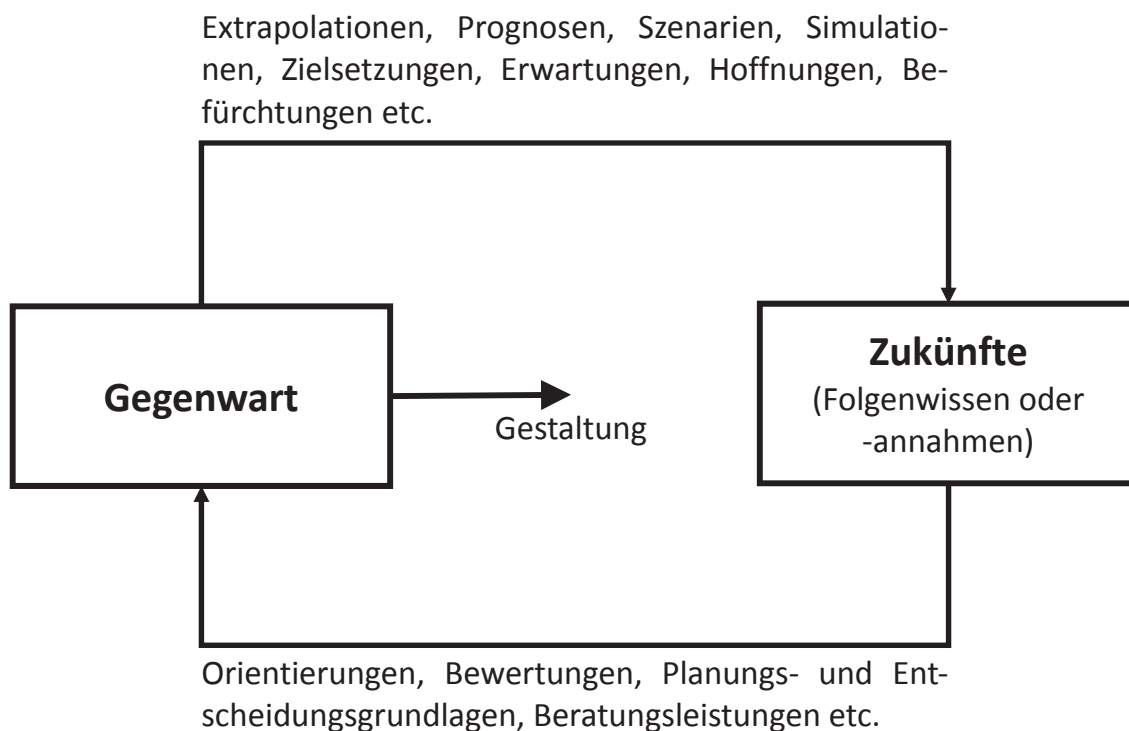 Extrapolationen, Prognosen, Szenarien, Simulatio-
nen, Zielsetzungen, Erwartungen, Hoffnungen, Be-
fürchtungen etc.
Gegenwart
Gestaltung
Zukünfte
(Folgenwissen oder
-annahmen)
Orientierungen, Bewertungen, Planungs- und Ent-
scheidungsgrundlagen, Beratungsleistungen etc.